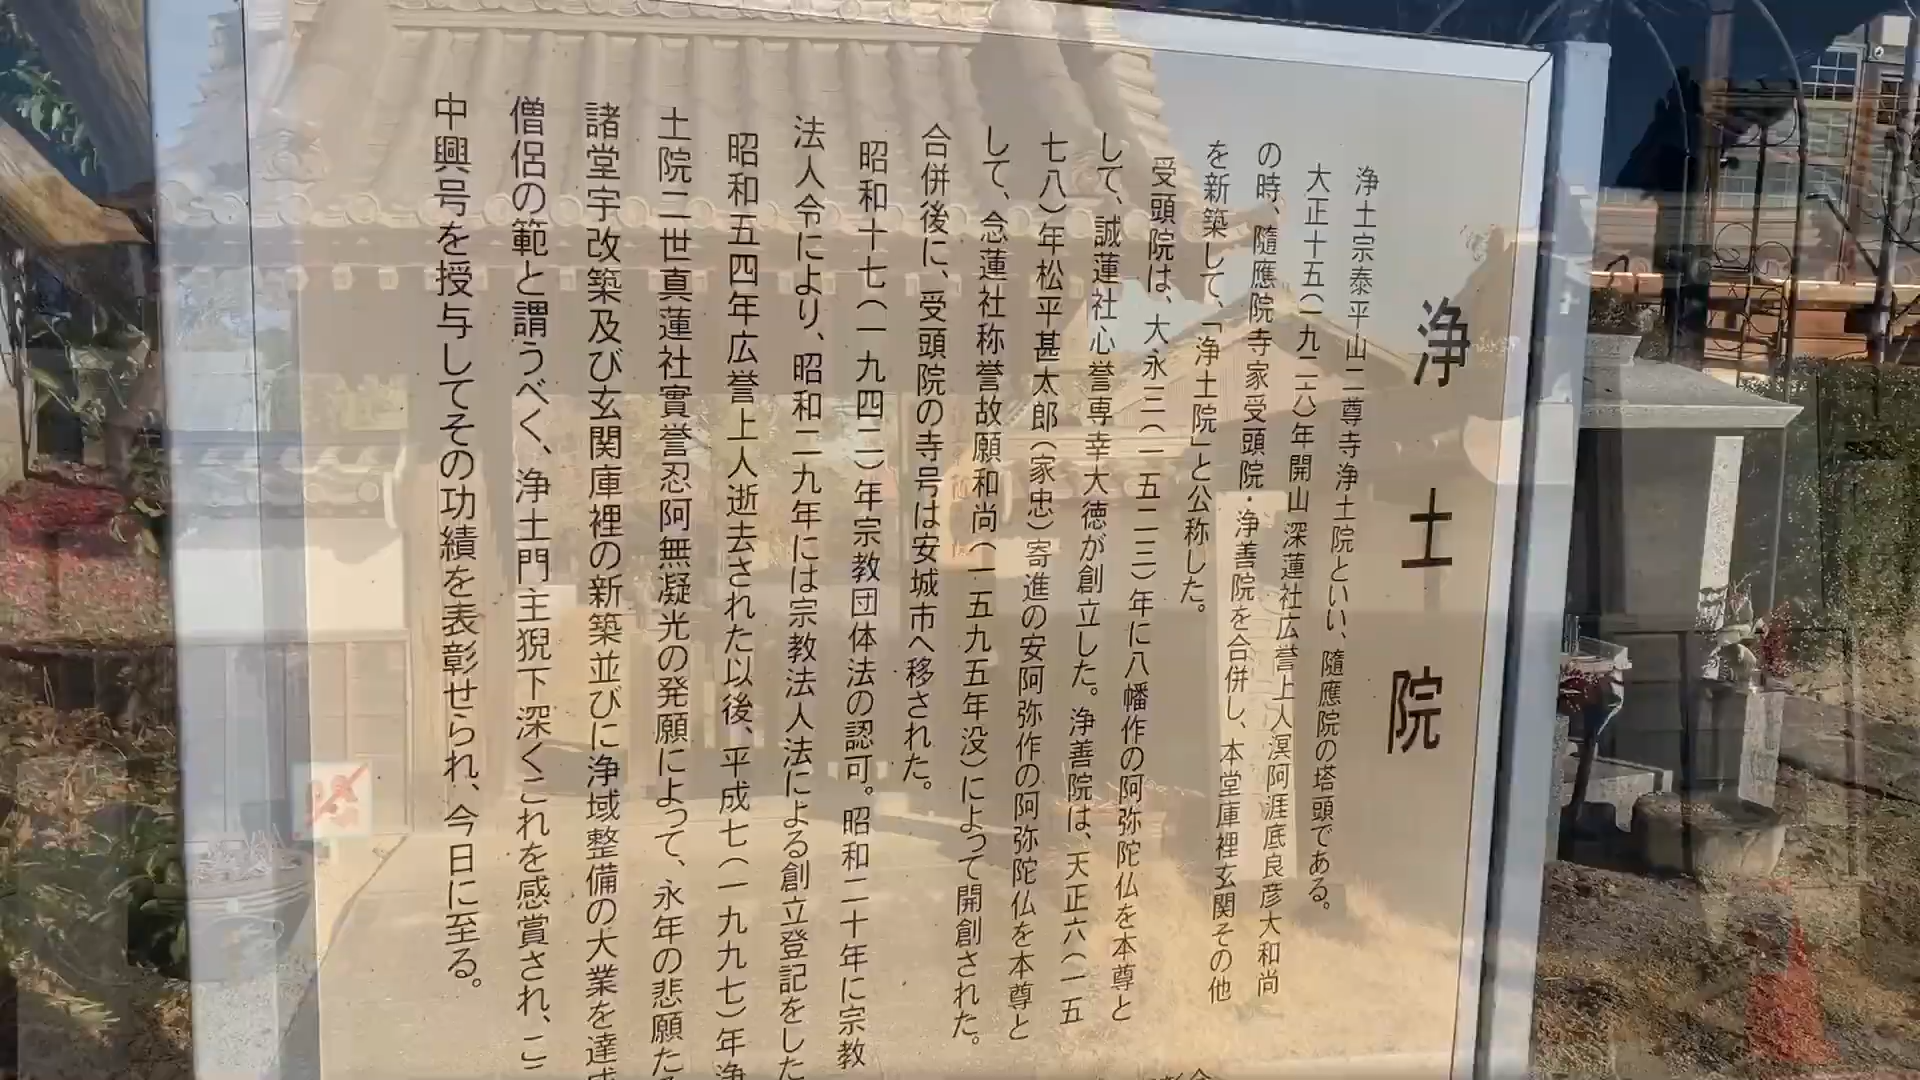 浄土院
浄土宗泰平山二尊寺浄土院といい、隨應院の塔頭である。
大正十五(一九二六)年開山 深蓮社広誉上人溟阿涯底良彦大和尚
の時、隨應院寺家受頭院・浄善院を合併し、本堂庫裡玄関その他
を新築して、「浄土院」と公称した。
受頭院は、大永三(一五二三)年に八幡作の阿弥陀仏を本尊と
して、誠蓮社心誉専幸大徳が創立した。浄善院は、天正六(一五
七八)年松平甚太郎(家忠)寄進の安阿弥作の阿弥陀仏を本尊と
して、念蓮社称誉故願和尚(一五九五年没)によって開創された。
合併後に、受頭院の寺号は安城市へ移された。
昭和十七(一九四二)年宗教団体法の認可。昭和二十年に宗教
法人令により、昭和二九年には宗教法人法による創立登記をした
昭和五四年広誉上人逝去された以後、平成七(一九九七)年浄
土院二世真蓮社實誉忍阿無凝光の発願によって、永年の悲願た
諸堂宇改築及び玄関庫裡の新築並びに浄域整備の大業を達成
僧侶の範と謂うべく、浄土門主猊下深くこれを感賞され、ここ
中興号を授与してその功績を表彰せられ、今日に至る。